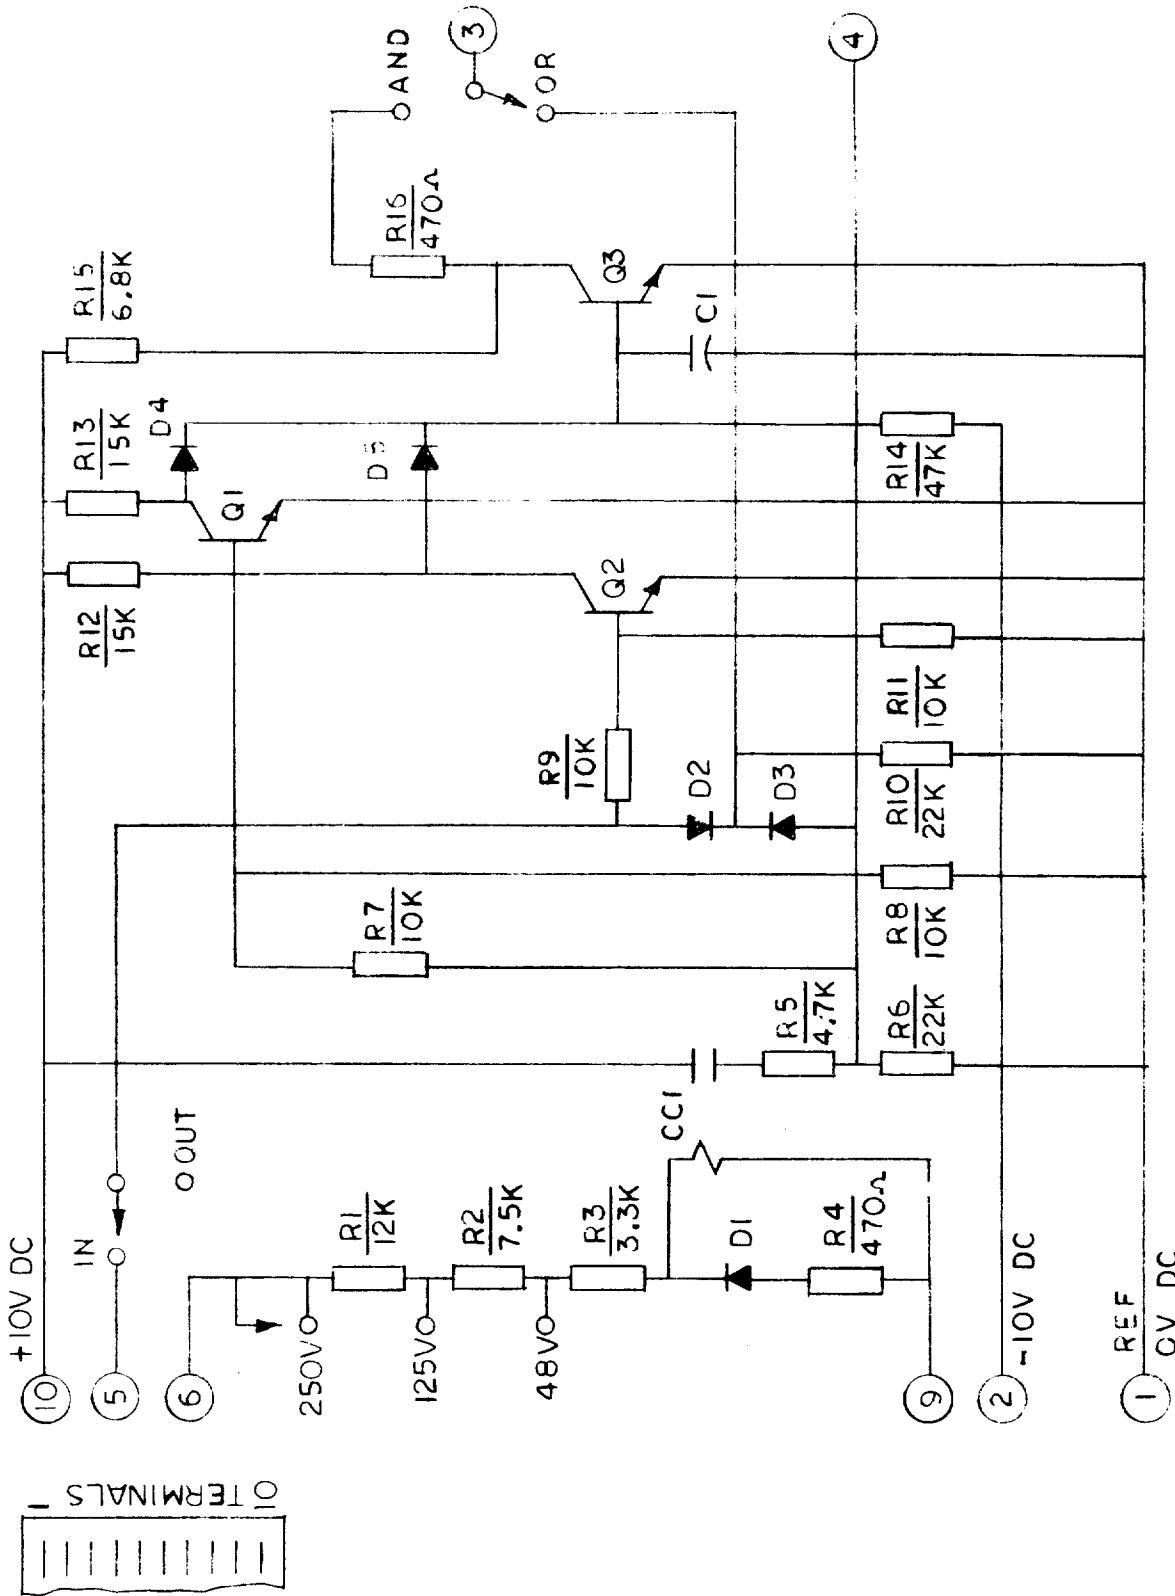 1 TERMINALS 10
+10V DC
10
5
IN
OUT
6
250V
R1
12K
125V
R2
7.5K
48V
R3
3.3K
CC1
D1
R4
470Ω
9
2
-10V DC
REF
0V DC
1
R5
4.7K
R6
22K
R7
10K
R8
10K
R9
10K
D2
D3
R10
22K
R11
10K
R12
15K
R13
15K
D4
D5
Q1
Q2
R14
47K
R15
6.8K
R16
470Ω
Q3
C1
AND
3
OR
4